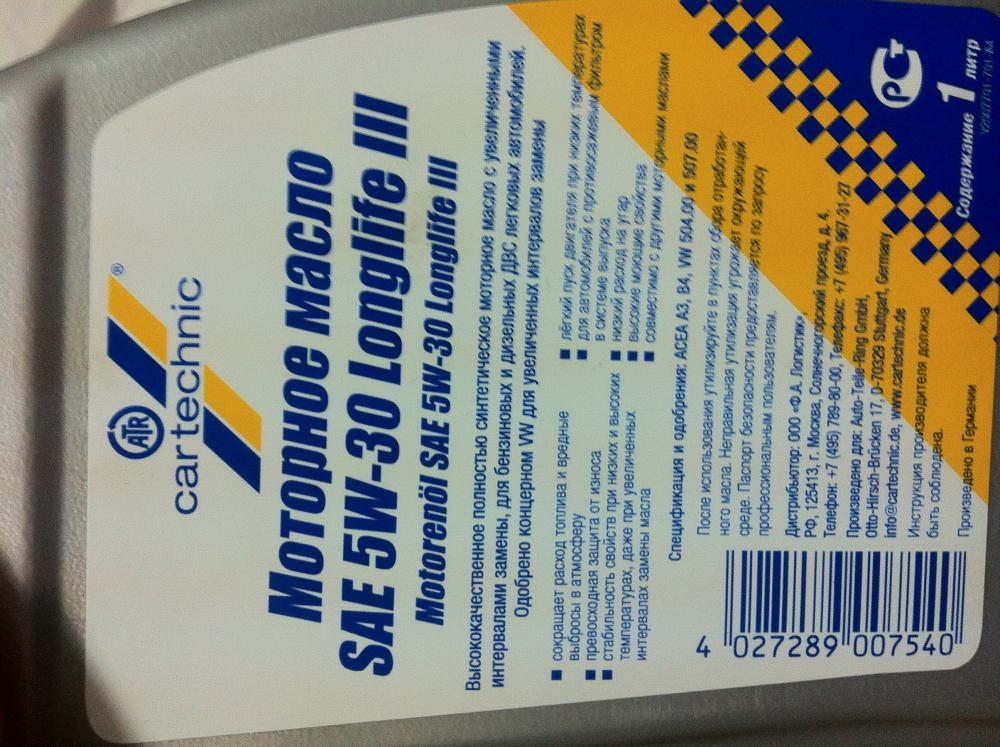 ATR
cartechnic®
Моторное масло
SAE 5W-30 Longlife III
Motorenöl SAE 5W-30 Longlife III
Высококачественное полностью синтетическое моторное масло с увеличенными
интервалами замены, для бензиновых и дизельных ДВС легковых автомобилей.
Одобрено концерном VW для увеличенных интервалов замены
■ сокращает расход топлива и вредные
выбросы в атмосферу
■ превосходная защита от износа
■ стабильность свойств при низких и высоких
температурах, даже при увеличенных
интервалах замены масла
■ лёгкий пуск двигателя при низких температурах
■ для автомобилей с противосажевым фильтром
в системе выпуска
■ низкий расход на угар
■ высокие моющие свойства
■ совместимо с другими моторными маслами
Спецификация и одобрения: ACEA A3, B4, VW 504.00 и 507.00
После использования утилизируйте в пунктах сбора отработан-
ного масла. Неправильная утилизация угрожает окружающей
среде. Паспорт безопасности предоставляется по запросу
профессиональным пользователям.
Дистрибьютор: ООО «Ф.А. Логистик»,
РФ, 125413, г. Москва, Солнечногорский проезд, д. 4,
Телефон: +7 (495) 789-80-00, Телефакс: +7 (495) 967-31-27
Произведено для: Auto-Teile-Ring GmbH,
Otto-Hirsch-Brücken 17, D-70329 Stuttgart, Germany
info@cartechnic.de, www.cartechnic.de
Инструкция производителя должна
быть соблюдена.
Произведено в Германии
4 027289 007540
РСТ
Содержание 1 литр